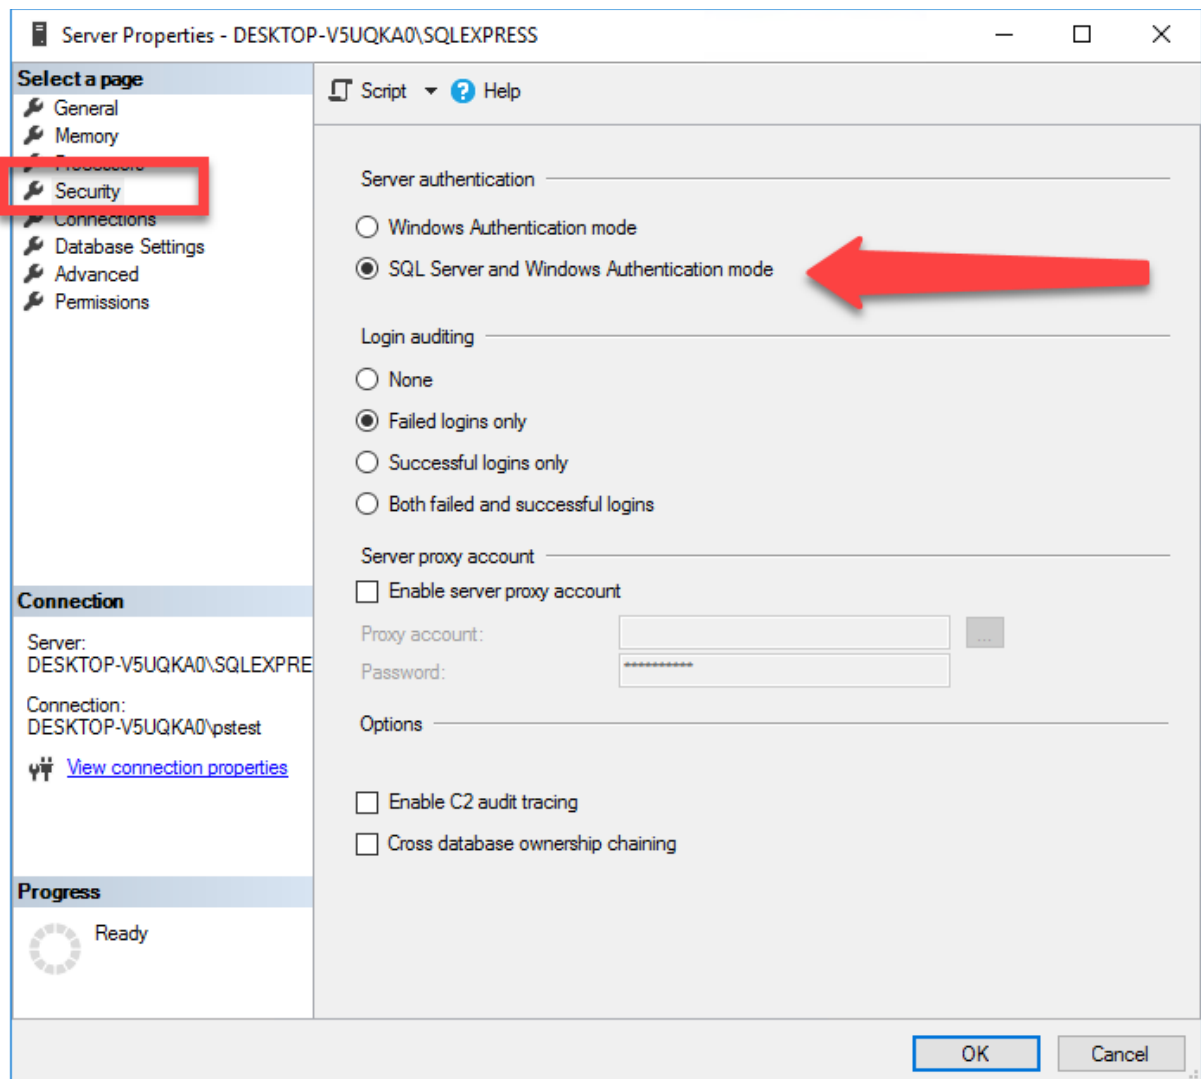 Server Properties - DESKTOP-V5UQKA0\SQLEXPRESS
Select a page
General
Memory
Processors
Security
Connections
Database Settings
Advanced
Permissions
Script
Help
Server authentication
Windows Authentication mode
SQL Server and Windows Authentication mode
Login auditing
None
Failed logins only
Successful logins only
Both failed and successful logins
Server proxy account
Enable server proxy account
Proxy account:
...
Password:
**********
Options
Enable C2 audit tracing
Cross database ownership chaining
Connection
Server:
DESKTOP-V5UQKA0\SQLEXPRE
Connection:
DESKTOP-V5UQKA0\pstest
View connection properties
Progress
Ready
OK
Cancel